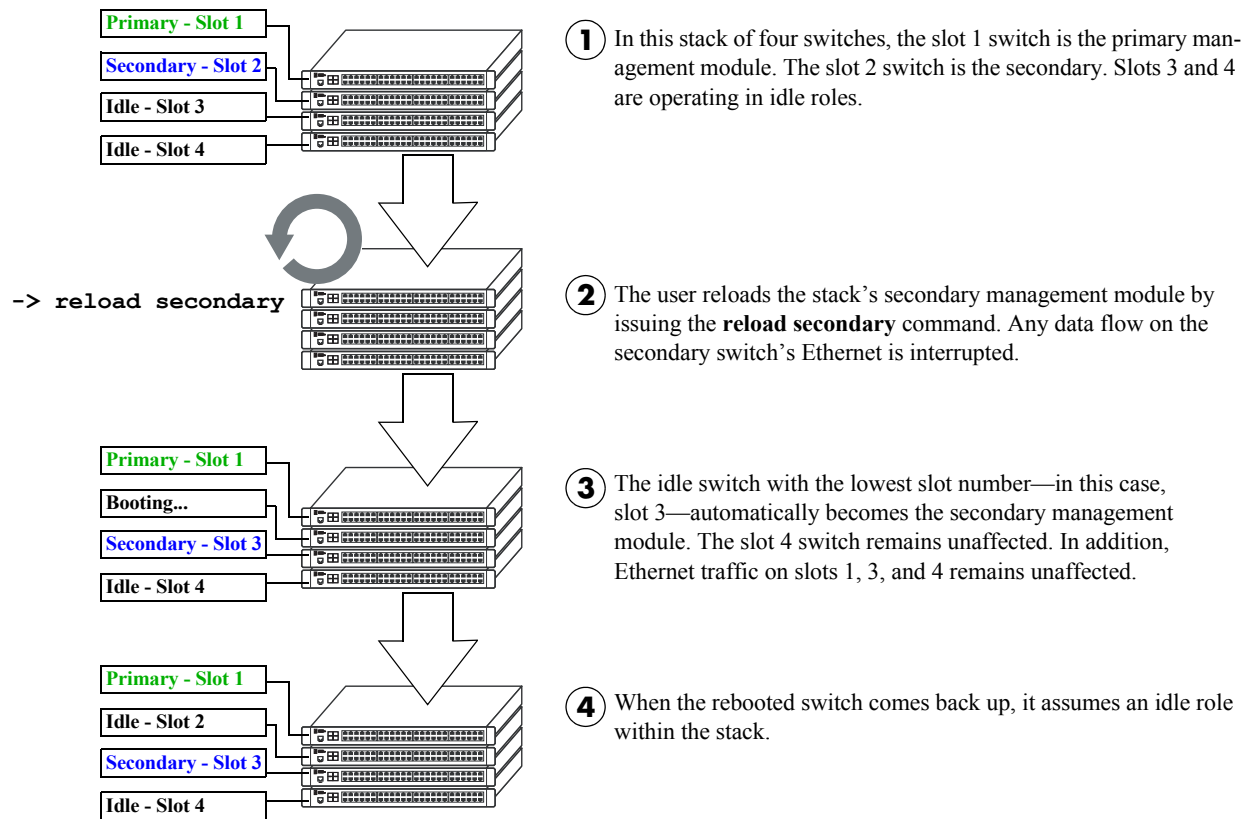 Primary - Slot 1
Secondary - Slot 2
Idle - Slot 3
Idle - Slot 4
1 In this stack of four switches, the slot 1 switch is the primary man-
agement module. The slot 2 switch is the secondary. Slots 3 and 4
are operating in idle roles.
-> reload secondary
2 The user reloads the stack’s secondary management module by
issuing the reload secondary command. Any data flow on the
secondary switch’s Ethernet is interrupted.
Primary - Slot 1
Booting...
Secondary - Slot 3
Idle - Slot 4
3 The idle switch with the lowest slot number—in this case,
slot 3—automatically becomes the secondary management
module. The slot 4 switch remains unaffected. In addition,
Ethernet traffic on slots 1, 3, and 4 remains unaffected.
Primary - Slot 1
Idle - Slot 2
Secondary - Slot 3
Idle - Slot 4
4 When the rebooted switch comes back up, it assumes an idle role
within the stack.